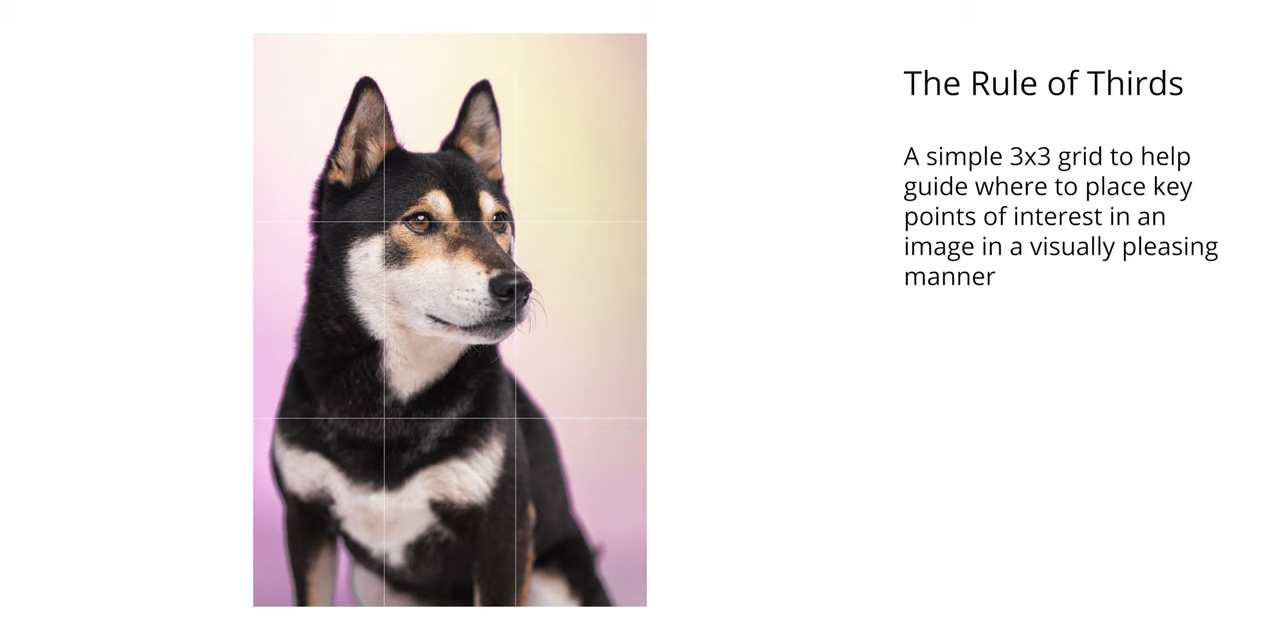 The Rule of Thirds
A simple 3x3 grid to help
guide where to place key
points of interest in an
image in a visually pleasing
manner